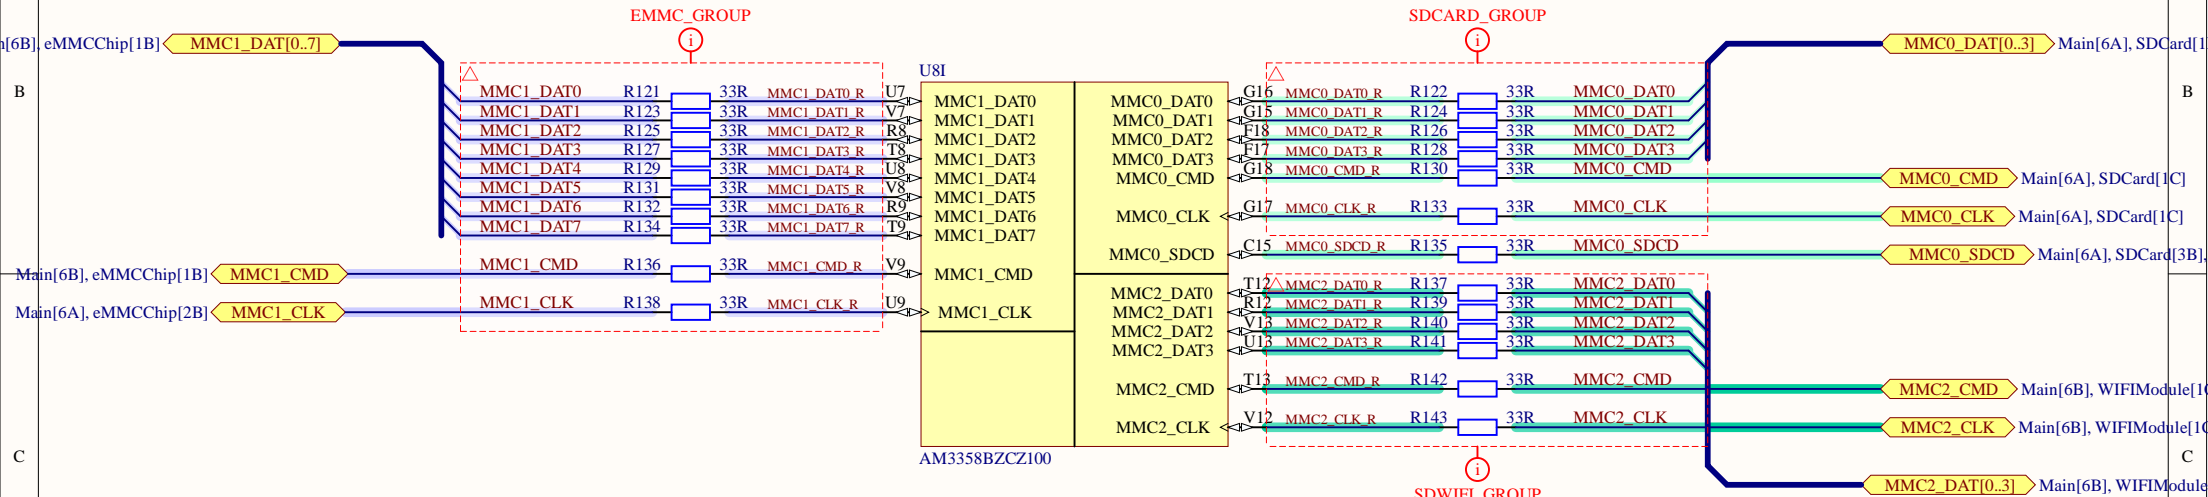 EMMC_GROUP
SDCARD_GROUP
n[6B], eMMCChip[1B] MMC1_DAT[0..7]
MMC0_DAT[0..3] Main[6A], SDCard[1
U8I
B
B
MMC1_DAT0 R121 33R MMC1_DAT0_R U7 MMC1_DAT0 MMC0_DAT0 G16 MMC0_DAT0_R R122 33R MMC0_DAT0
MMC1_DAT1 R123 33R MMC1_DAT1_R V7 MMC1_DAT1 MMC0_DAT1 G15 MMC0_DAT1_R R124 33R MMC0_DAT1
MMC1_DAT2 R125 33R MMC1_DAT2_R R8 MMC1_DAT2 MMC0_DAT2 F18 MMC0_DAT2_R R126 33R MMC0_DAT2
MMC1_DAT3 R127 33R MMC1_DAT3_R T8 MMC1_DAT3 MMC0_DAT3 F17 MMC0_DAT3_R R128 33R MMC0_DAT3
MMC1_DAT4 R129 33R MMC1_DAT4_R U8 MMC1_DAT4 MMC0_CMD G18 MMC0_CMD_R R130 33R MMC0_CMD MMC0_CMD Main[6A], SDCard[1C]
MMC1_DAT5 R131 33R MMC1_DAT5_R V8 MMC1_DAT5
MMC1_DAT6 R132 33R MMC1_DAT6_R R9 MMC1_DAT6 MMC0_CLK G17 MMC0_CLK_R R133 33R MMC0_CLK MMC0_CLK Main[6A], SDCard[1C]
MMC1_DAT7 R134 33R MMC1_DAT7_R T9 MMC1_DAT7
MMC0_SDCD C15 MMC0_SDCD_R R135 33R MMC0_SDCD MMC0_SDCD Main[6A], SDCard[3B],
Main[6B], eMMCChip[1B] MMC1_CMD MMC1_CMD R136 33R MMC1_CMD_R V9 MMC1_CMD
MMC2_DAT0 T12 MMC2_DAT0_R R137 33R MMC2_DAT0
Main[6A], eMMCChip[2B] MMC1_CLK MMC1_CLK R138 33R MMC1_CLK_R U9 MMC1_CLK MMC2_DAT1 R12 MMC2_DAT1_R R139 33R MMC2_DAT1
MMC2_DAT2 V13 MMC2_DAT2_R R140 33R MMC2_DAT2
MMC2_DAT3 U13 MMC2_DAT3_R R141 33R MMC2_DAT3
MMC2_CMD T13 MMC2_CMD_R R142 33R MMC2_CMD MMC2_CMD Main[6B], WIFIModule[1C
MMC2_CLK V12 MMC2_CLK_R R143 33R MMC2_CLK MMC2_CLK Main[6B], WIFIModule[1C
C
C
AM3358BZCZ100
MMC2_DAT[0..3] Main[6B], WIFIModule
SDWIFI_GROUP